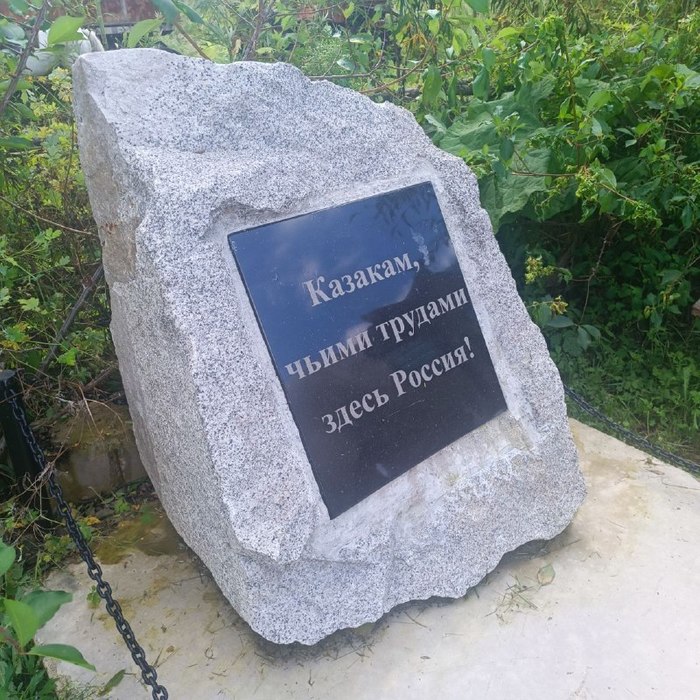 Казакам,
чьими трудами
здесь Россия!